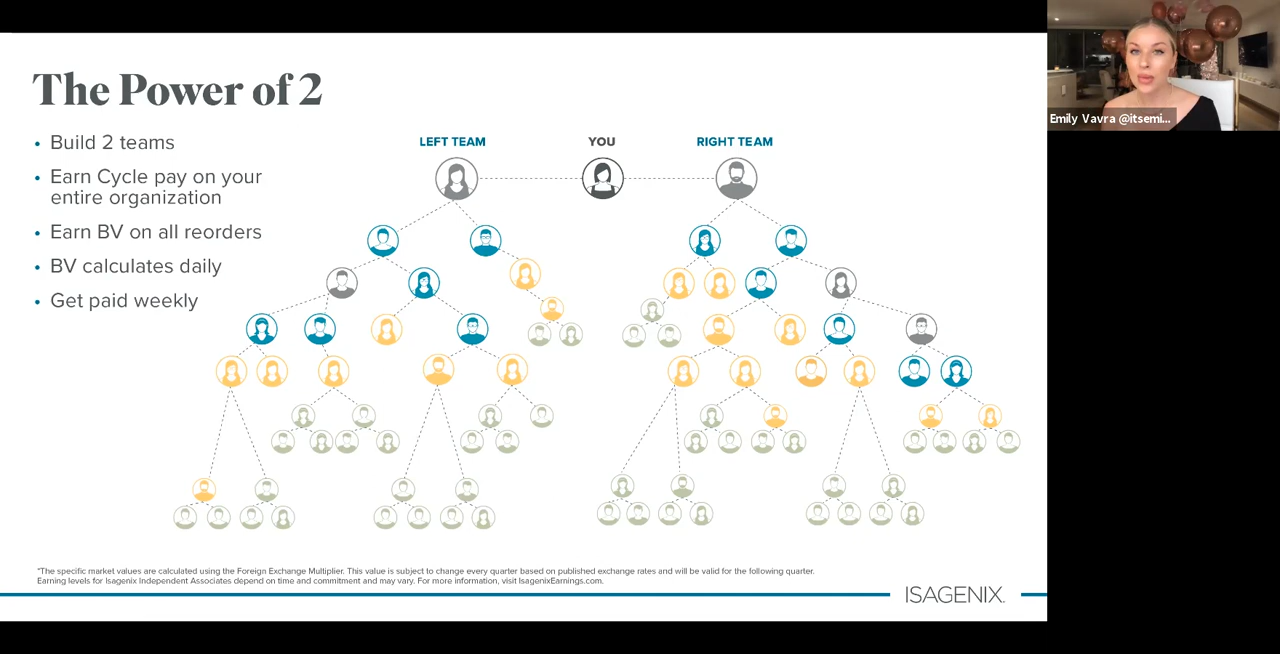 The Power of 2
• Build 2 teams
• Earn Cycle pay on your
entire organization
• Earn BV on all reorders
• BV calculates daily
• Get paid weekly
LEFT TEAM
YOU
RIGHT TEAM
*The specific market values are calculated using the Foreign Exchange Multiplier. This value is subject to change every quarter based on published exchange rates and will be valid for the following quarter.
Earning levels for Isagenix Independent Associates depend on time and commitment and may vary. For more information, visit IsagenixEarnings.com.
ISAGENIX.
Emily Vavra @itsemi...